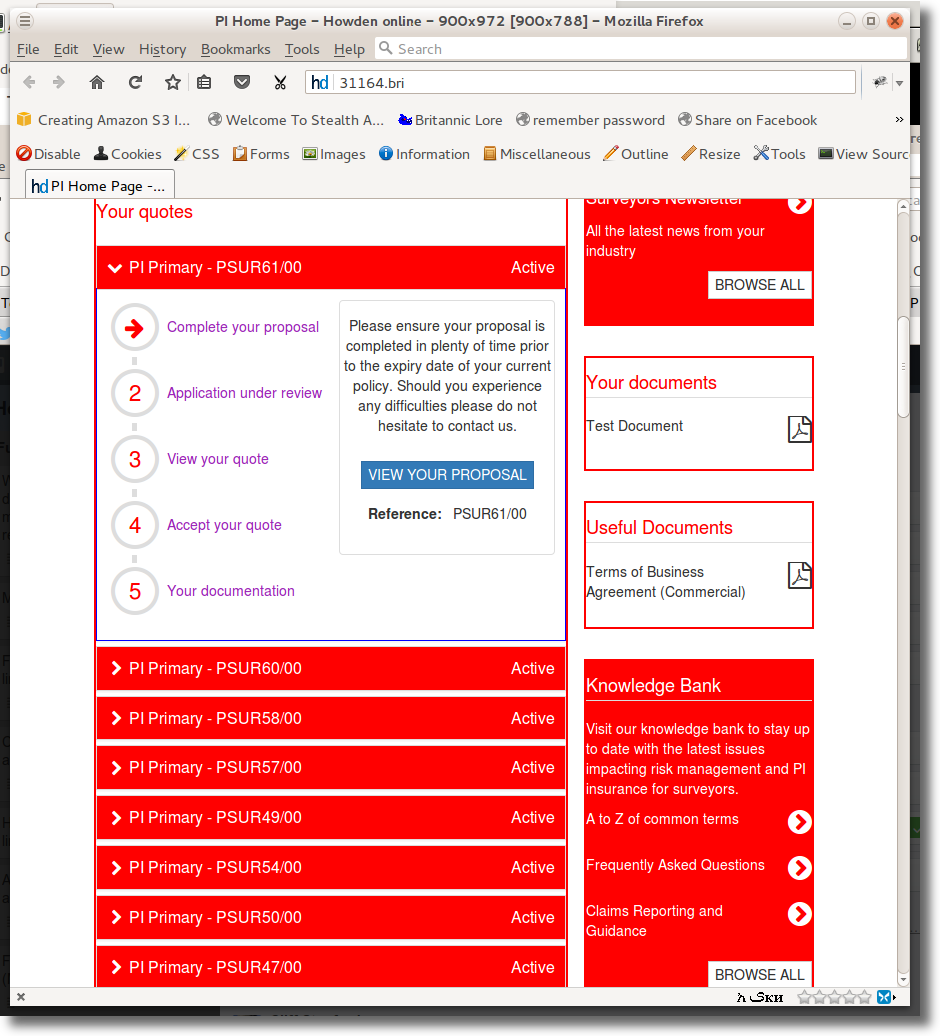 PI Home Page – Howden online – 900x972 [900x788] – Mozilla Firefox
File Edit View History Bookmarks Tools Help Search
hd 31164.bri
Creating Amazon S3 I... Welcome To Stealth A... Britannic Lore remember password Share on Facebook »
Disable Cookies CSS Forms Images Information Miscellaneous Outline Resize Tools View Sourc
hd PI Home Page -...
Your quotes
PI Primary - PSUR61/00 Active
Complete your proposal
2 Application under review
3 View your quote
4 Accept your quote
5 Your documentation
Please ensure your proposal is
completed in plenty of time prior
to the expiry date of your current
policy. Should you experience
any difficulties please do not
hesitate to contact us.
VIEW YOUR PROPOSAL
Reference: PSUR61/00
PI Primary - PSUR60/00 Active
PI Primary - PSUR58/00 Active
PI Primary - PSUR57/00 Active
PI Primary - PSUR49/00 Active
PI Primary - PSUR54/00 Active
PI Primary - PSUR50/00 Active
PI Primary - PSUR47/00 Active
Surveyors Newsletter
All the latest news from your
industry
BROWSE ALL
Your documents
Test Document
Useful Documents
Terms of Business
Agreement (Commercial)
Knowledge Bank
Visit our knowledge bank to stay up
to date with the latest issues
impacting risk management and PI
insurance for surveyors.
A to Z of common terms
Frequently Asked Questions
Claims Reporting and
Guidance
BROWSE ALL